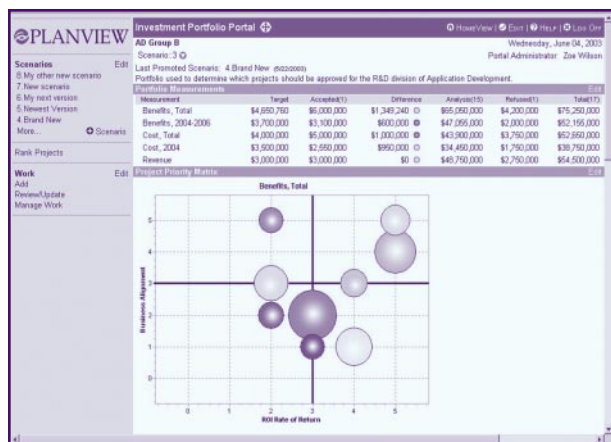 PLANVIEW
Investment Portfolio Portal
HomeView | Edit | Help | Log Off
AD Group B
Wednesday, June 04, 2003
Scenario: 3
Portal Administrator: Zoe Wilson
Last Promoted Scenario: 4.Brand New (5/22/2003)
Portfolio used to determine which projects should be approved for the R&D division of Application Development.
Scenarios Edit
8.My other new scenario
7.New scenario
6.My next version
5.Newest Version
4.Brand New
More... Scenario
Rank Projects
Work Edit
Add
Review/Update
Manage Work
Portfolio Measurements Edit
Measurement Target Accepted(1) Difference Analysis(15) Refused(1) Total(17)
Benefits, Total $4,650,760 $6,000,000 $1,349,240 $65,050,000 $4,200,000 $75,250,000
Benefits, 2004-2006 $3,700,000 $3,100,000 $600,000 $47,055,000 $2,000,000 $52,155,000
Cost, Total $4,000,000 $5,000,000 $1,000,000 $43,900,000 $3,750,000 $52,650,000
Cost, 2004 $3,500,000 $2,550,000 $950,000 $34,450,000 $1,750,000 $38,750,000
Revenue $3,000,000 $3,000,000 $0 $48,750,000 $2,750,000 $54,500,000
Project Priority Matrix Edit
Benefits, Total
Business Alignment
5
4
3
2
1
0
0 1 2 3 4 5
ROI Rate of Return